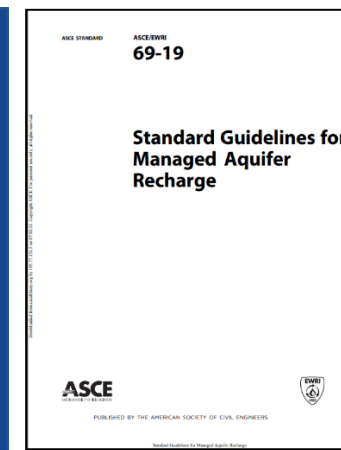 ASCE STANDARD
ASCE/EWRI
69-19
Standard Guidelines for
Managed Aquifer
Recharge
ASCE
EWRI
PUBLISHED BY THE AMERICAN SOCIETY OF CIVIL ENGINEERS
Standard Guidelines for Managed Aquifer Recharge